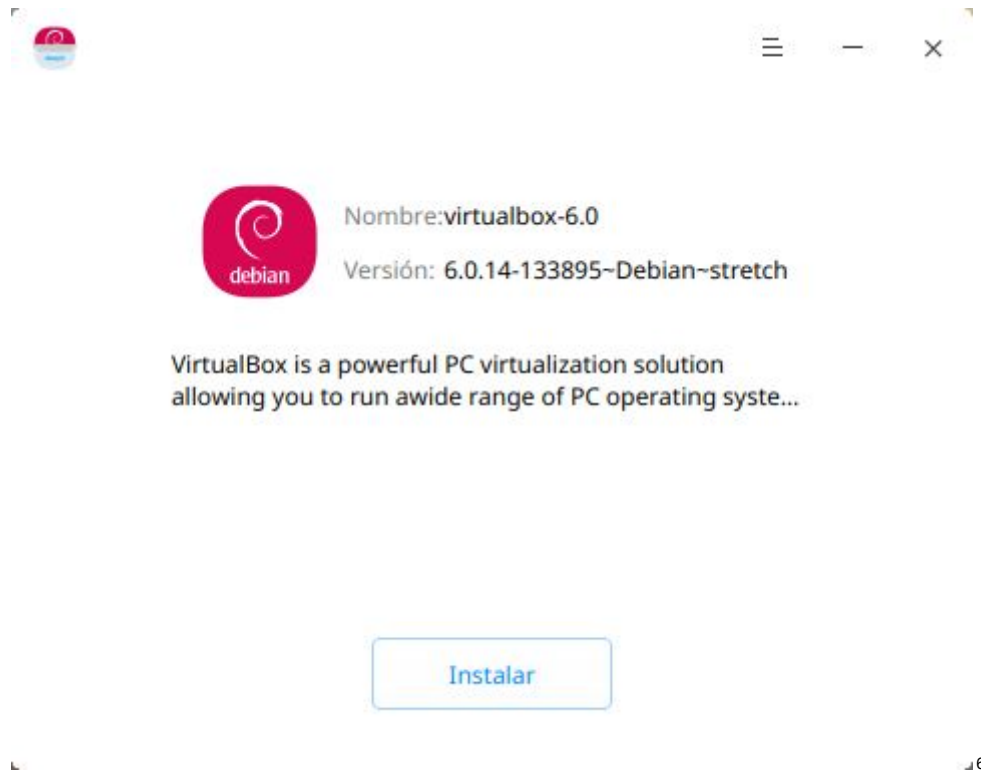 debian
Nombre:virtualbox-6.0
Versión: 6.0.14-133895~Debian~stretch
VirtualBox is a powerful PC virtualization solution
allowing you to run awide range of PC operating syste...
Instalar
6